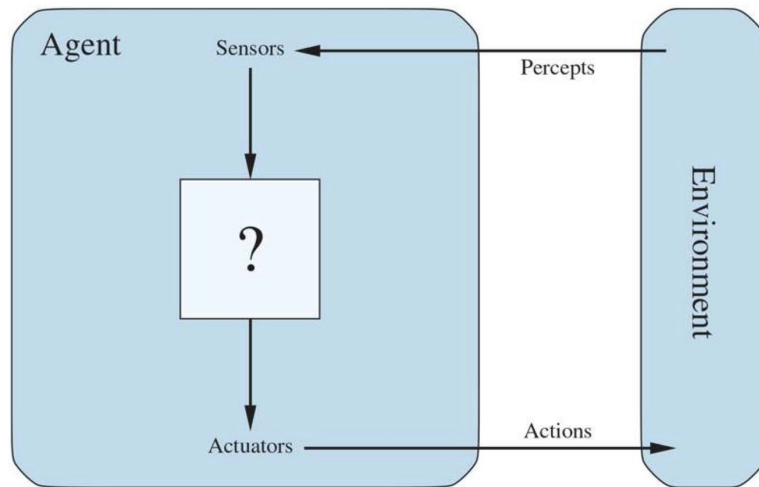 Agent
Sensors
Percepts
?
Environment
Actuators
Actions